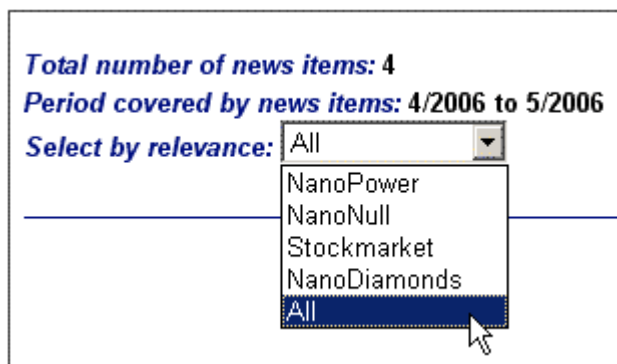 Total number of news items: 4
Period covered by news items: 4/2006 to 5/2006
Select by relevance: All
NanoPower
NanoNull
Stockmarket
NanoDiamonds
All